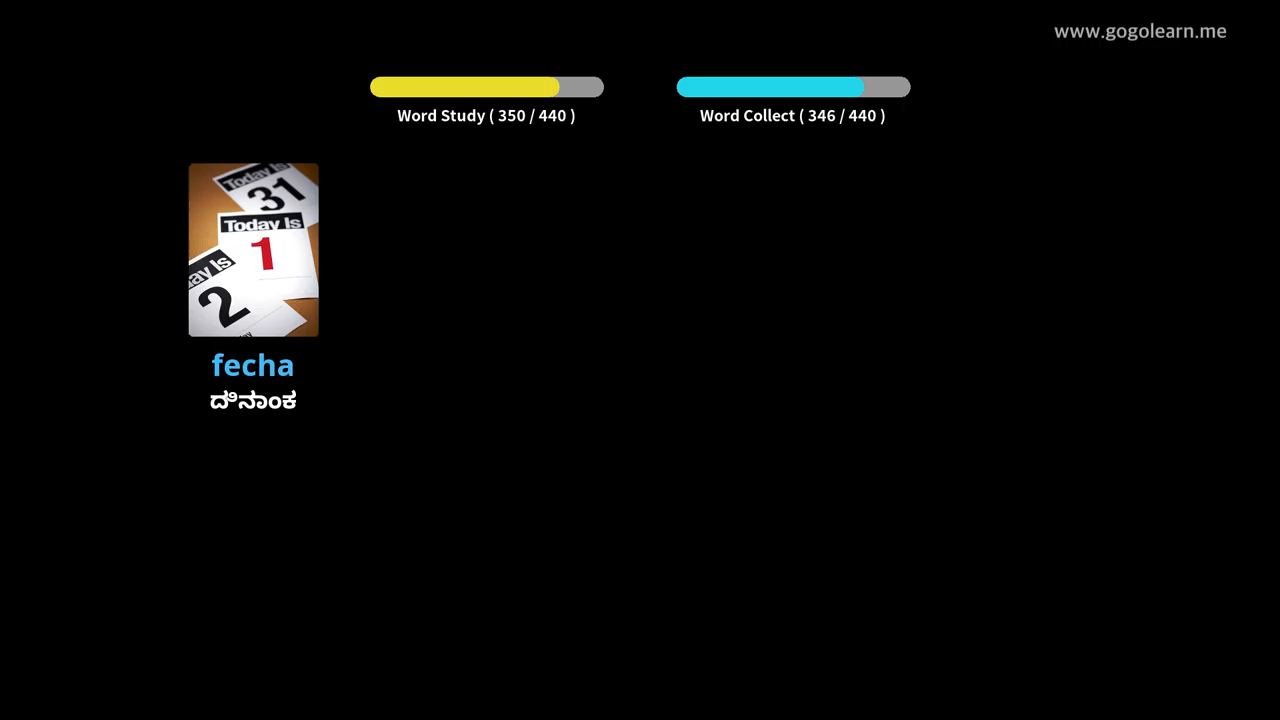 www.gogolearn.me
Word Study ( 350 / 440 )
Word Collect ( 346 / 440 )
Today Is
31
Today Is
1
ay Is
2
fecha
ದಿನಾಂಕ